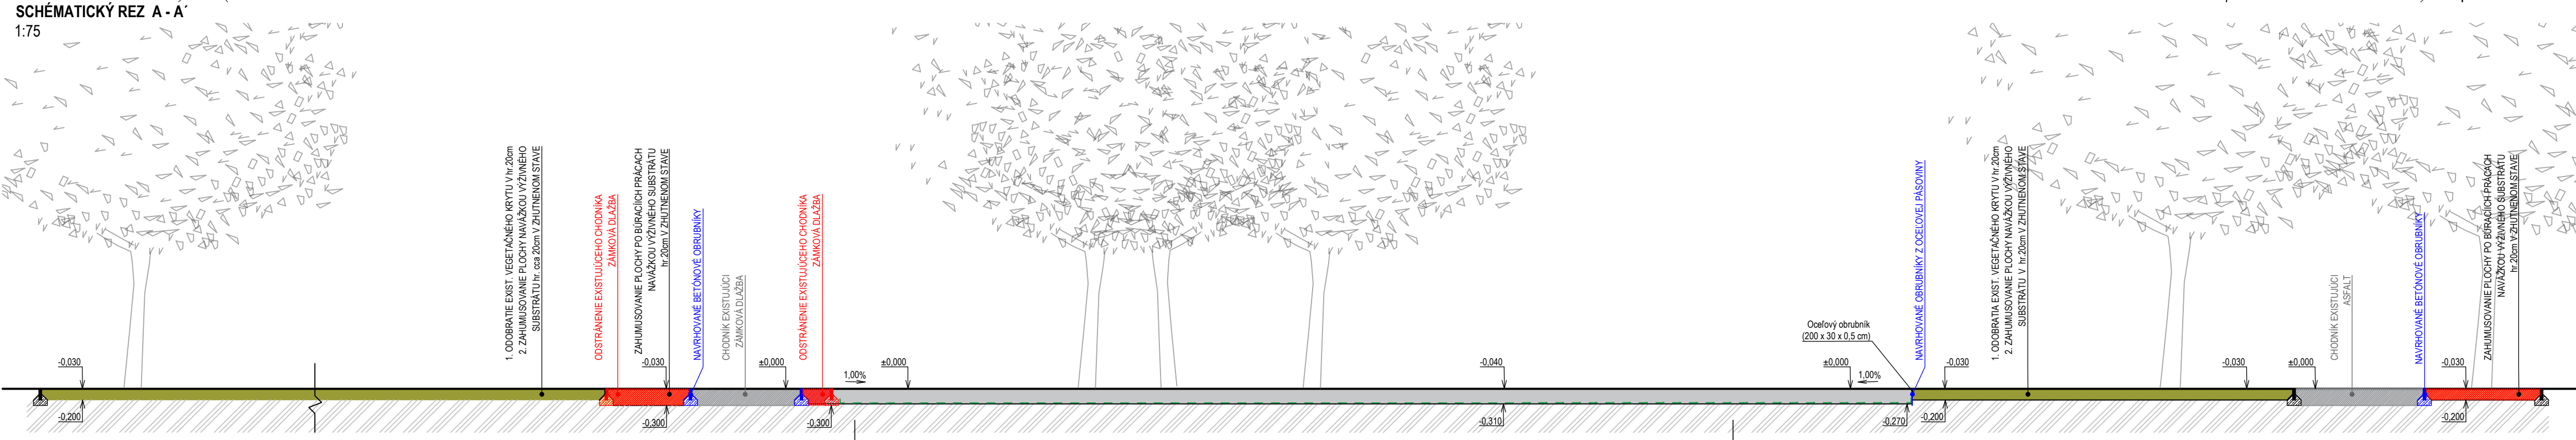 SCHÉMATICKÝ REZ A - A´
1:75
1. ODOBRATIE EXIST. VEGETAČNÉHO KRYTU V hr.20cm
2. ZAHUMUSOVANIE PLOCHY NAVÁŽKOU VÝŽIVNÉHO
SUBSTRÁTU hr. cca 20cm V ZHUTNENOM STAVE
ODSTRÁNENIE EXISTUJÚCEHO CHODNÍKA
ZÁMKOVÁ DLAŽBA
ZAHUMUSOVANIE PLOCHY PO BÚRACÍCH PRÁCACH
NAVÁŽKOU VÝŽIVNÉHO SUBSTRÁTU
hr.20cm V ZHUTNENOM STAVE
NAVRHOVANÉ BETÓNOVÉ OBRUBNÍKY
CHODNÍK EXISTUJÚCI
ZÁMKOVÁ DLAŽBA
ODSTRÁNENIE EXISTUJÚCEHO CHODNÍKA
ZÁMKOVÁ DLAŽBA
Oceľový obrubník
(200 x 30 x 0,5 cm)
NAVRHOVANÉ OBRUBNÍKY Z OCEĽOVEJ PÁSOVINY
1. ODOBRATIA EXIST. VEGETAČNÉHO KRYTU V hr.20cm
2. ZAHUMUSOVANIE PLOCHY NAVÁŽKOU VÝŽIVNÉHO
SUBSTRÁTU V hr.20cm V ZHUTNENOM STAVE
CHODNÍK EXISTUJÚCI
ASFALT
NAVRHOVANÉ BETÓNOVÉ OBRUBNÍKY
ZAHUMUSOVANIE PLOCHY PO BÚRACÍCH PRÁCACH
NAVÁŽKOU VÝŽIVNÉHO SUBSTRÁTU
hr.20cm V ZHUTNENOM STAVE
-0,030
-0,030
±0,000
1,00%
±0,000
-0,040
±0,000
1,00%
-0,030
-0,030
±0,000
-0,030
-0,200
-0,300
-0,300
-0,310
-0,270
-0,200
-0,200